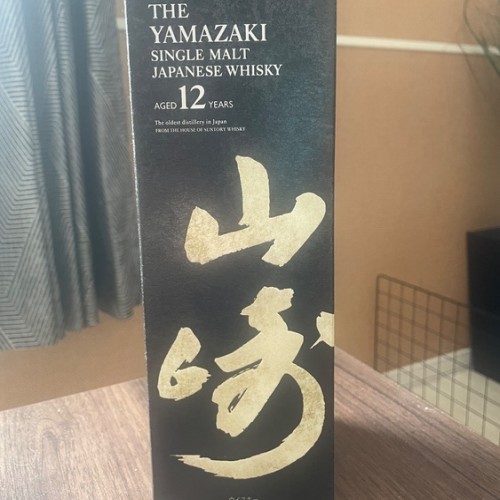 THE
YAMAZAKI
SINGLE MALT
JAPANESE WHISKY
AGED 12 YEARS
The oldest distillery in Japan
FROM THE HOUSE OF SUNTORY WHISKY
山
崎